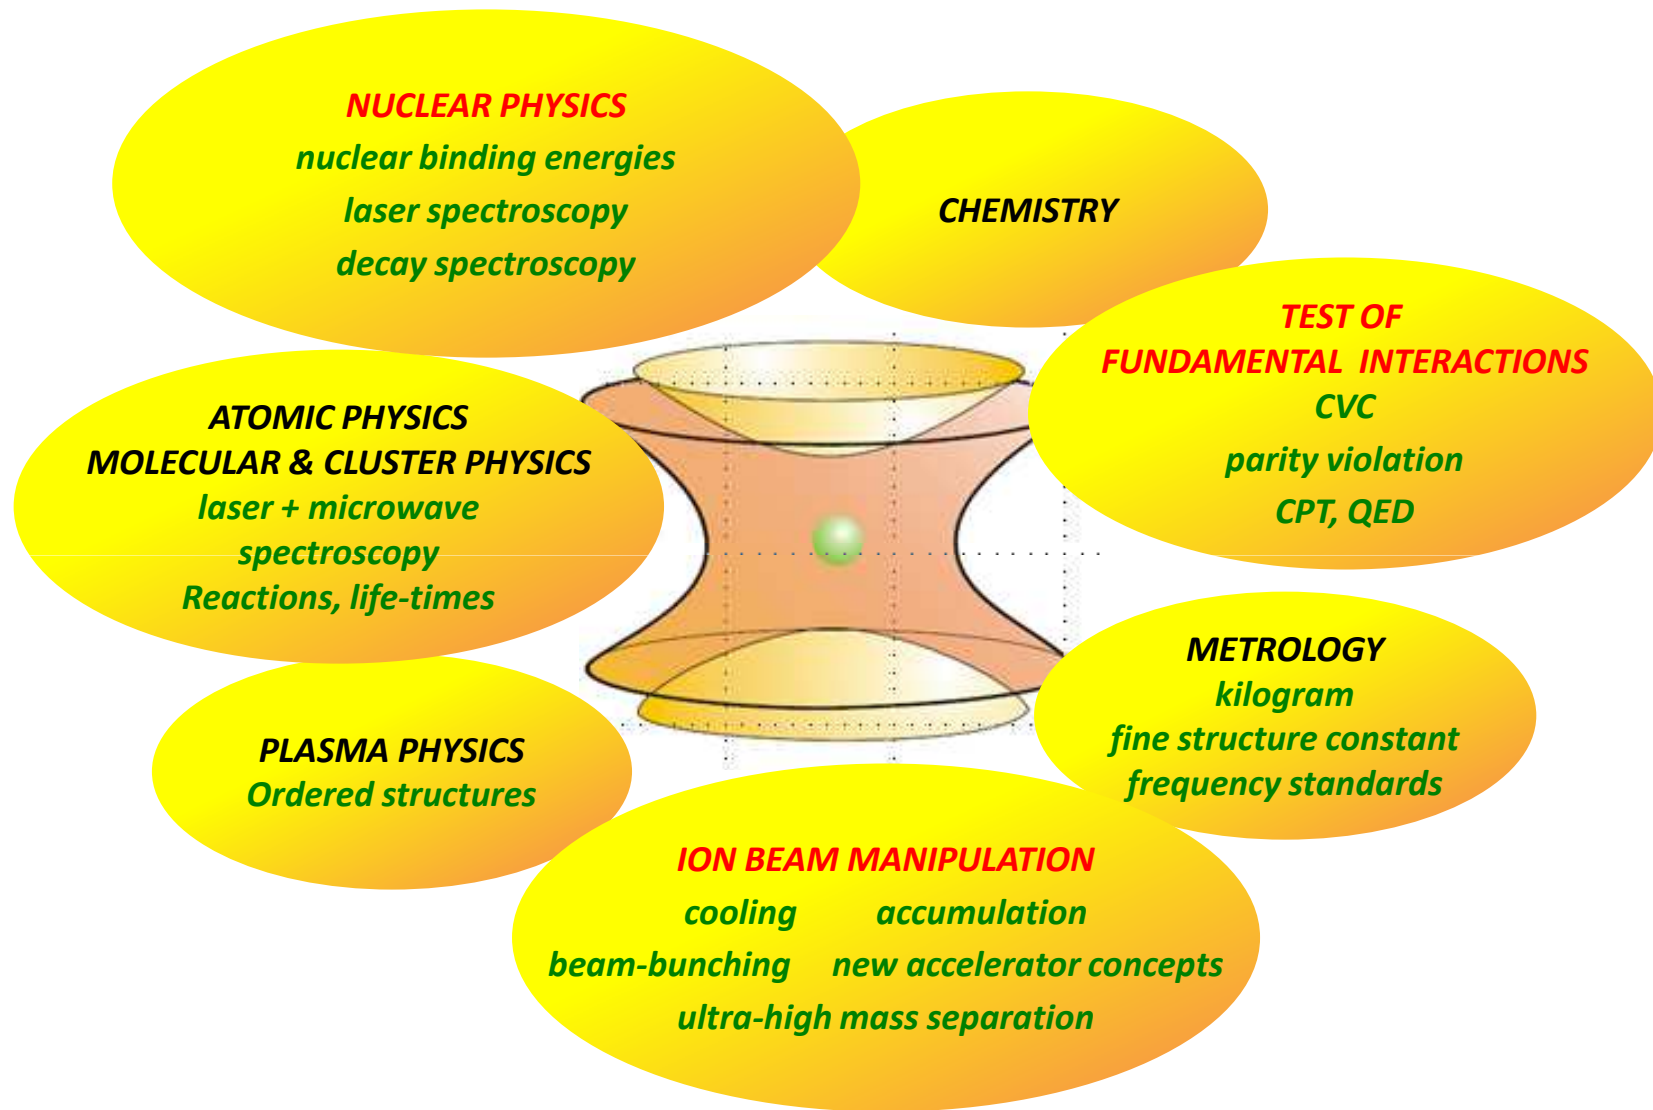 NUCLEAR PHYSICS
nuclear binding energies
laser spectroscopy
decay spectroscopy
CHEMISTRY
TEST OF
FUNDAMENTAL INTERACTIONS
CVC
parity violation
CPT, QED
ATOMIC PHYSICS
MOLECULAR & CLUSTER PHYSICS
laser + microwave
spectroscopy
Reactions, life-times
METROLOGY
kilogram
fine structure constant
frequency standards
PLASMA PHYSICS
Ordered structures
ION BEAM MANIPULATION
cooling accumulation
beam-bunching new accelerator concepts
ultra-high mass separation